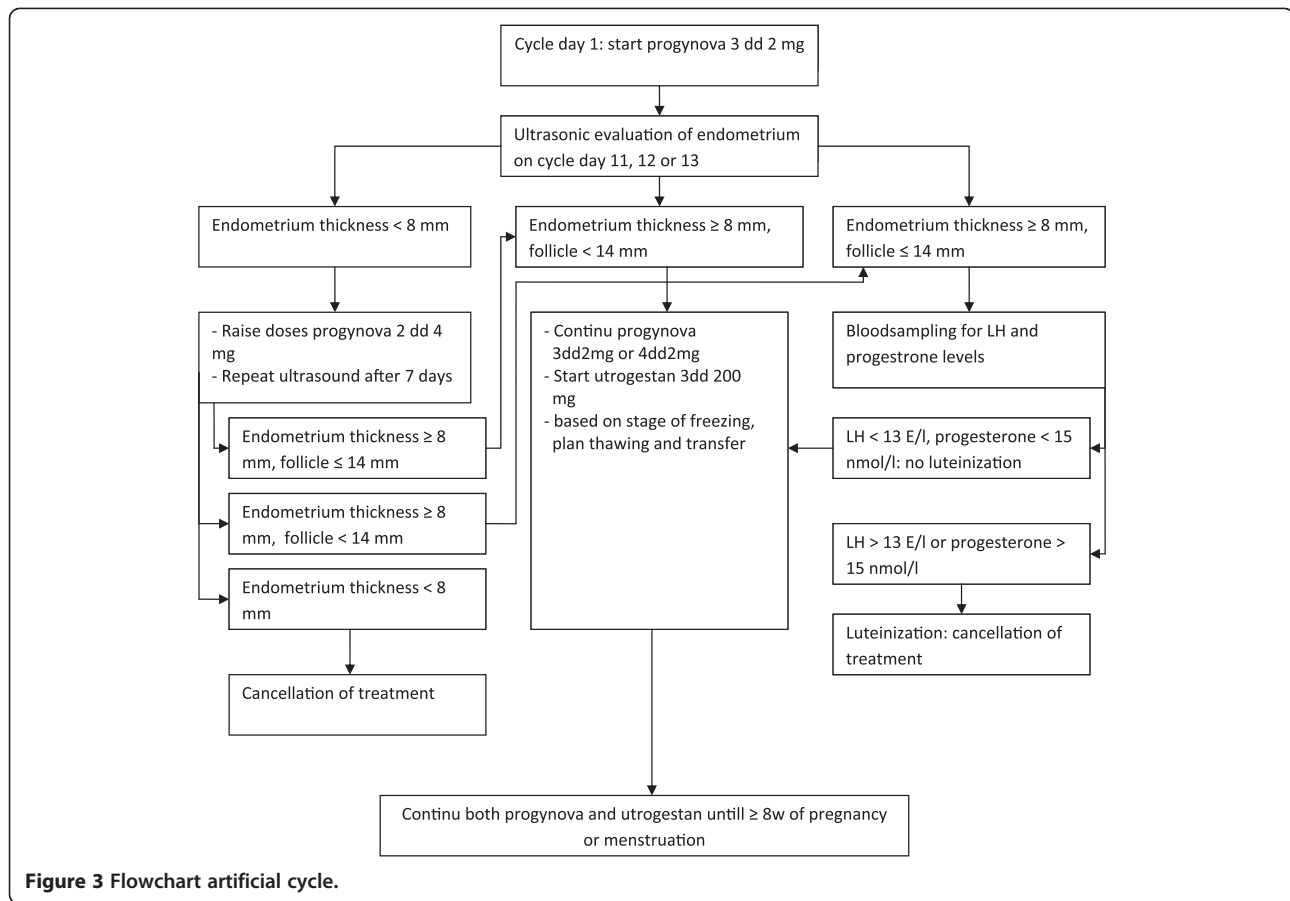 Cycle day 1: start progynova 3 dd 2 mg
Ultrasonic evaluation of endometrium
on cycle day 11, 12 or 13
Endometrium thickness < 8 mm
Endometrium thickness ≥ 8 mm,
follicle < 14 mm
Endometrium thickness ≥ 8 mm,
follicle ≤ 14 mm
- Raise doses progynova 2 dd 4
mg
- Repeat ultrasound after 7 days
Endometrium thickness ≥ 8
mm, follicle ≤ 14 mm
Endometrium thickness ≥ 8
mm, follicle < 14 mm
Endometrium thickness < 8
mm
Cancellation of treatment
- Continu progynova
3dd2mg or 4dd2mg
- Start utrogestan 3dd 200
mg
- based on stage of freezing,
plan thawing and transfer
Bloodsampling for LH and
progestrone levels
LH < 13 E/l, progesterone < 15
nmol/l: no luteinization
LH > 13 E/l or progesterone >
15 nmol/l
Luteinization: cancellation of
treatment
Continu both progynova and utrogestan untill ≥ 8w of pregnancy
or menstruation
Figure 3 Flowchart artificial cycle.